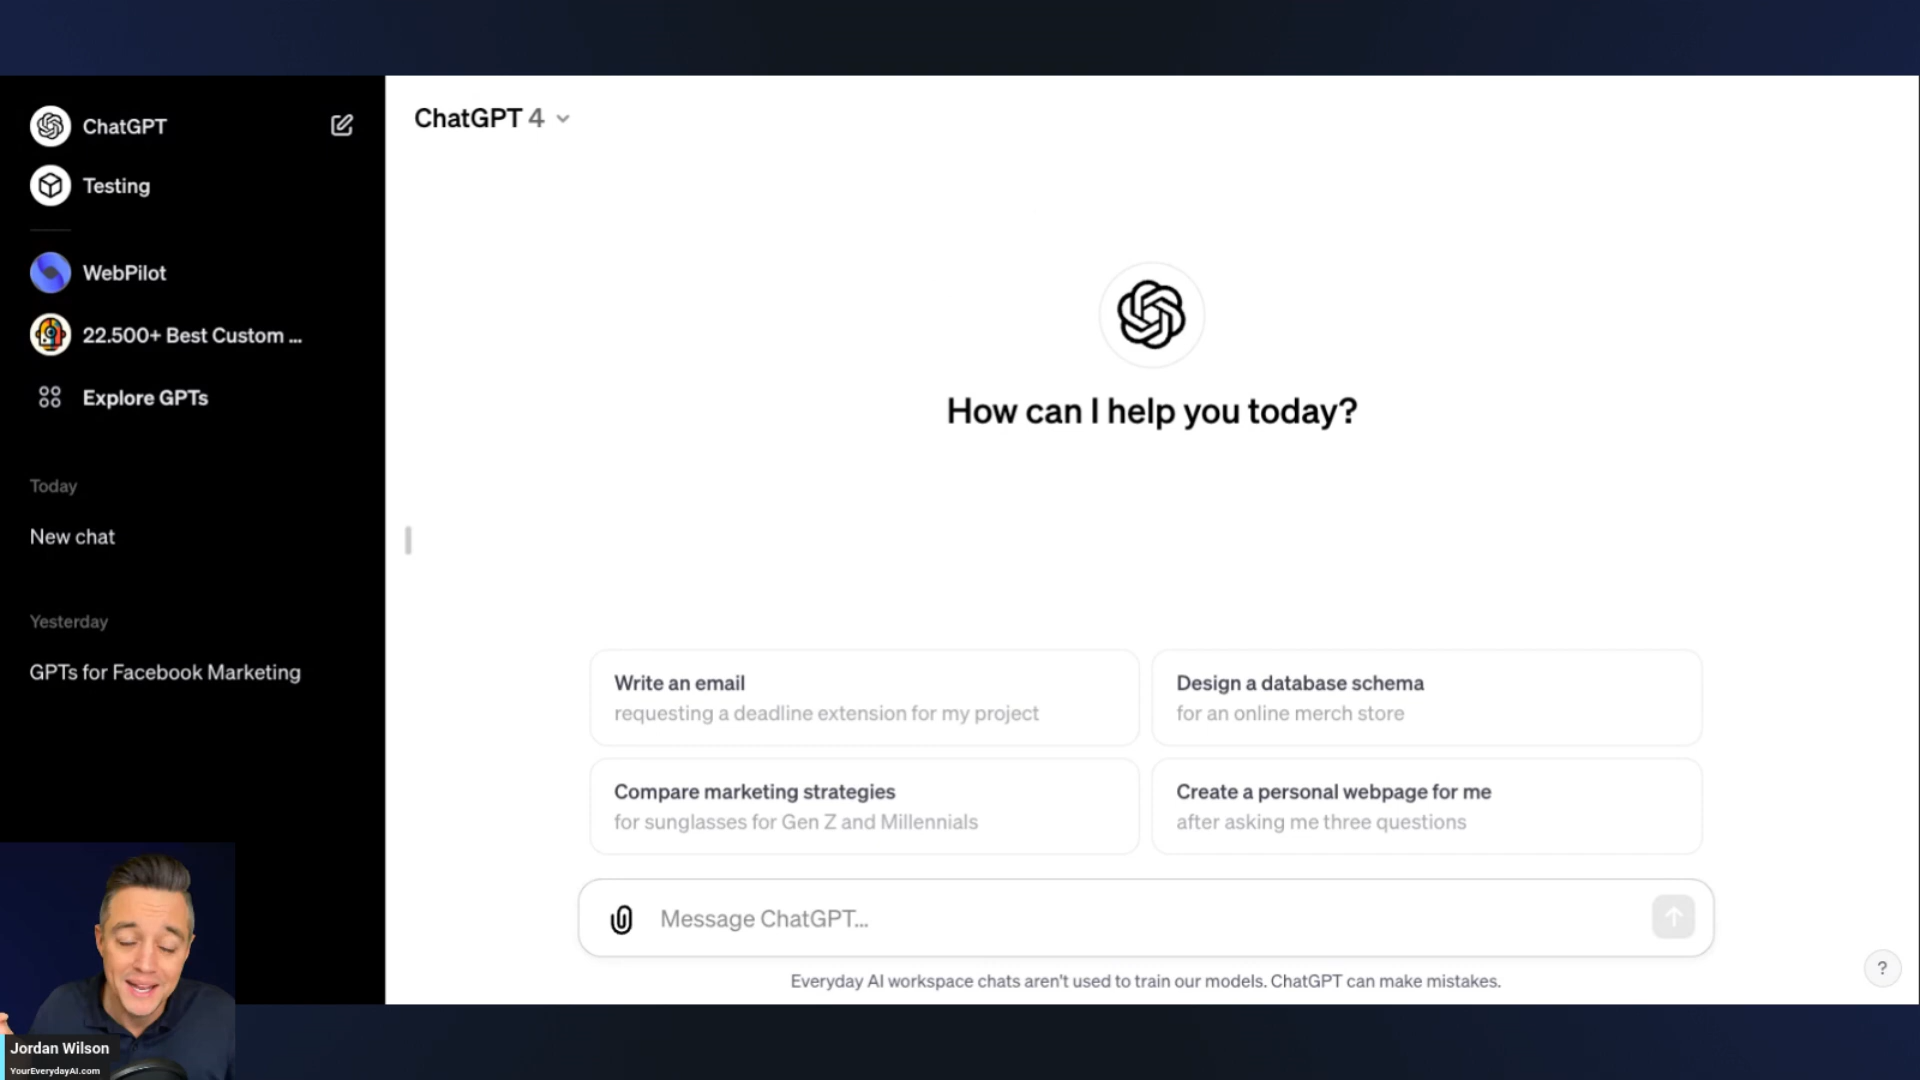 ChatGPT
Testing
WebPilot
22.500+ Best Custom ...
Explore GPTs
Today
New chat
Yesterday
GPTs for Facebook Marketing
ChatGPT 4
How can I help you today?
Write an email
requesting a deadline extension for my project
Design a database schema
for an online merch store
Compare marketing strategies
for sunglasses for Gen Z and Millennials
Create a personal webpage for me
after asking me three questions
Message ChatGPT...
Everyday AI workspace chats aren't used to train our models. ChatGPT can make mistakes.
?
Jordan Wilson
YourEverydayAI.com